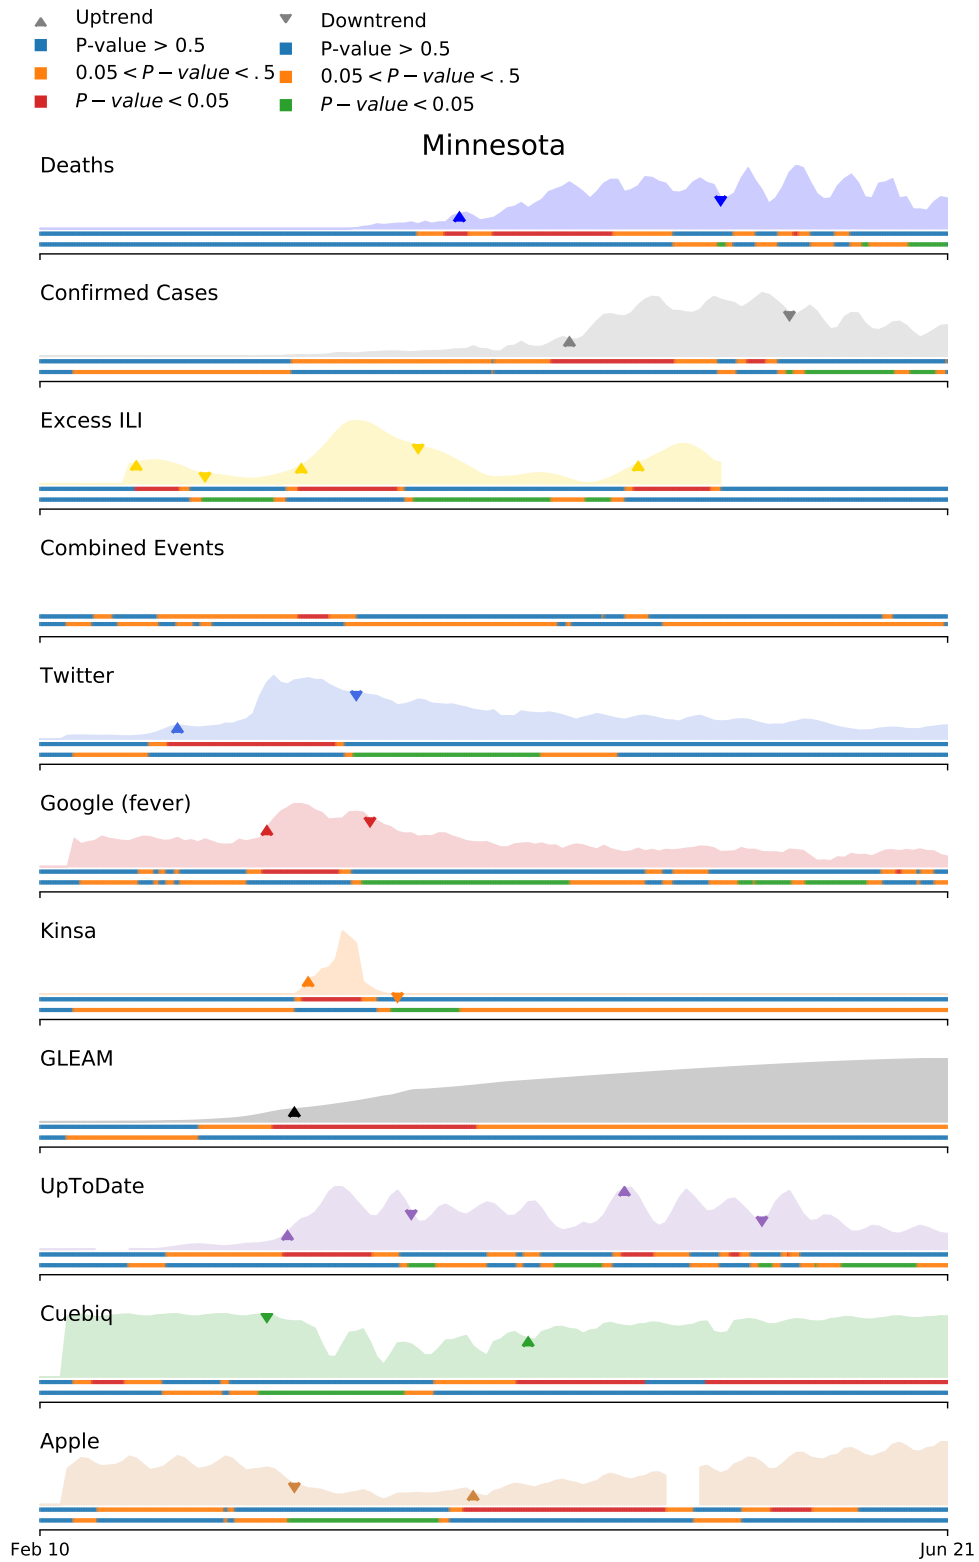 Uptrend
P-value > 0.5
0.05 < P − value < .5
P − value < 0.05
Downtrend
P-value > 0.5
0.05 < P − value < .5
P − value < 0.05
Minnesota
Deaths
Confirmed Cases
Excess ILI
Combined Events
Twitter
Google (fever)
Kinsa
GLEAM
UpToDate
Cuebiq
Apple
Feb 10
Jun 21